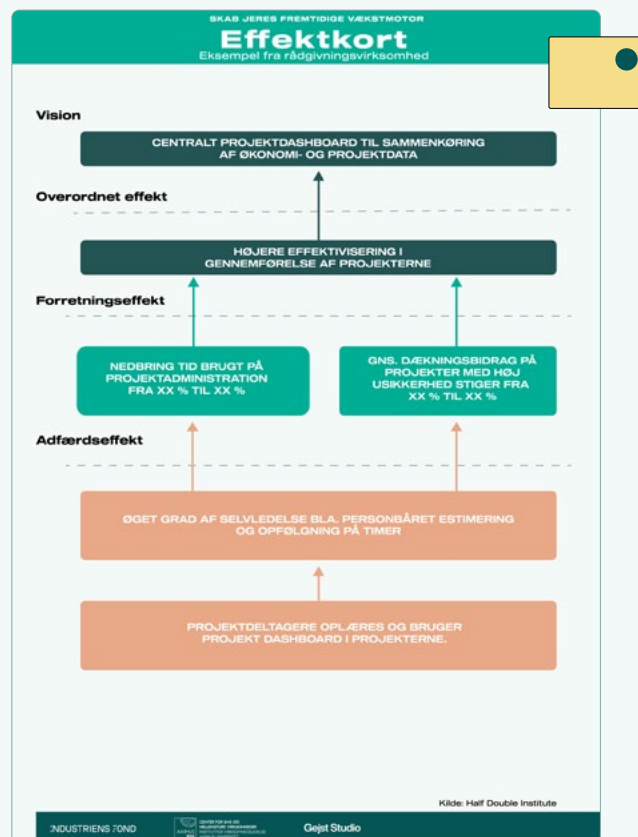 SKAB JERES FREMTIDIGE VÆKSTMOTOR
Effektkort
Eksempel fra rådgivningsvirksomhed
Vision
CENTRALT PROJEKTDASHBOARD TIL SAMMENKØRING
AF ØKONOMI- OG PROJEKTDATA
Overordnet effekt
HØJERE EFFEKTIVISERING I
GENNEMFØRELSE AF PROJEKTERNE
Forretningseffekt
NEDBRING TID BRUGT PÅ
PROJEKTADMINISTRATION
FRA XX % TIL XX %
GNS. DÆKNINGSBIDRAG PÅ
PROJEKTER MED HØJ
USIKKERHED STIGER FRA
XX % TIL XX %
Adfærdseffekt
ØGET GRAD AF SELVLEDELSE BLA. PERSONBÅRET ESTIMERING
OG OPFØLGNING PÅ TIMER
PROJEKTDELTAGERE OPLÆRES OG BRUGER
PROJEKT DASHBOARD I PROJEKTERNE.
Kilde: Half Double Institute
INDUSTRIENS FOND
Gejst Studio